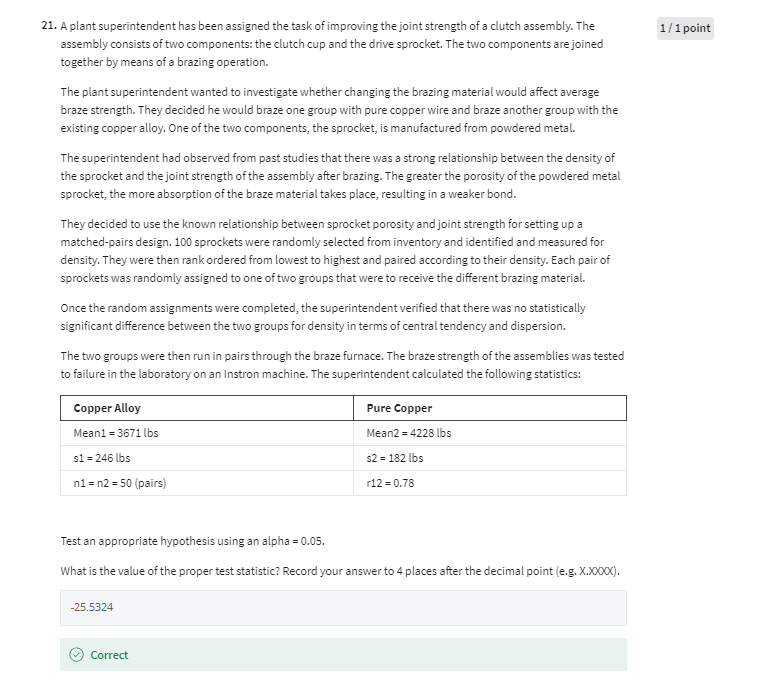 21. A plant superintendent has been assigned the task of improving the joint strength of a clutch assembly. The
1 / 1 point
assembly consists of two components: the clutch cup and the drive sprocket. The two components are joined
together by means of a brazing operation.
The plant superintendent wanted to investigate whether changing the brazing material would affect average
braze strength. They decided he would braze one group with pure copper wire and braze another group with the
existing copper alloy. One of the two components, the sprocket, is manufactured from powdered metal.
The superintendent had observed from past studies that there was a strong relationship between the density of
the sprocket and the joint strength of the assembly after brazing. The greater the porosity of the powdered metal
sprocket, the more absorption of the braze material takes place, resulting in a weaker bond.
They decided to use the known relationship between sprocket porosity and joint strength for setting up a
matched-pairs design. 100 sprockets were randomly selected from inventory and identified and measured for
density. They were then rank ordered from lowest to highest and paired according to their density. Each pair of
sprockets was randomly assigned to one of two groups that were to receive the different brazing material.
Once the random assignments were completed, the superintendent verified that there was no statistically
significant difference between the two groups for density in terms of central tendency and dispersion.
The two groups were then run in pairs through the braze furnace. The braze strength of the assemblies was tested
to failure in the laboratory on an Instron machine. The superintendent calculated the following statistics:
Copper Alloy
Pure Copper
Mean1 = 3671 lbs
Mean2 = 4228 lbs
s1 = 246 lbs
s2 = 182 lbs
n1 = n2 = 50 (pairs)
r12 = 0.78
Test an appropriate hypothesis using an alpha = 0.05.
What is the value of the proper test statistic? Record your answer to 4 places after the decimal point (e.g. X.XXXX).
-25.5324
Correct